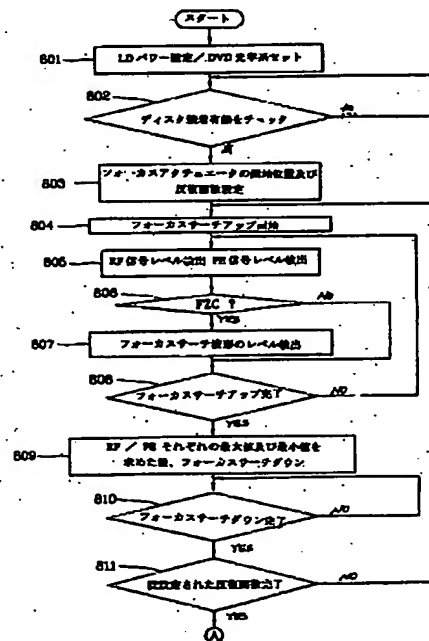 スタート
801
LDパワー設定/DVD光学系セット
802
ディスク装着有無をチェック
無
有
803
フォーカスアクチュエータの開始位置及び
反復回数設定
804
フォーカスサーチアップ開始
805
RF信号レベル検出 FE信号レベル検出
806
FZC ?
NO
YES
807
フォーカスサーチ波形のレベル検出
808
フォーカスサーチアップ完了
NO
YES
809
RF / FE それぞれの最大値及び最小値を
求めた後、フォーカスサーチダウン
810
フォーカスサーチダウン完了
NO
YES
811
設定された反復回数完了
NO
YES
A